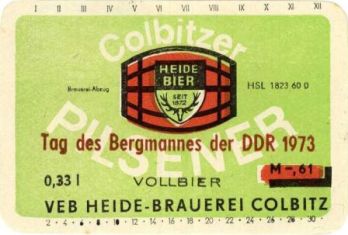 I II III IV V VI VII VIII IX X XI XII
Colbitzer
HEIDE
BIER
SEIT
1872
Brauerei-Abzug
HSL 1823 60 0
PILSENER
Tag des Bergmannes der DDR 1973
M -,61
0,33 l VOLLBIER
VEB HEIDE-BRAUEREI COLBITZ
2 · 4 · 6 · 8 · 10 · 12 · 14 · 16 · 18 · 20 · 22 · 24 · 26 · 28 · 30 ·